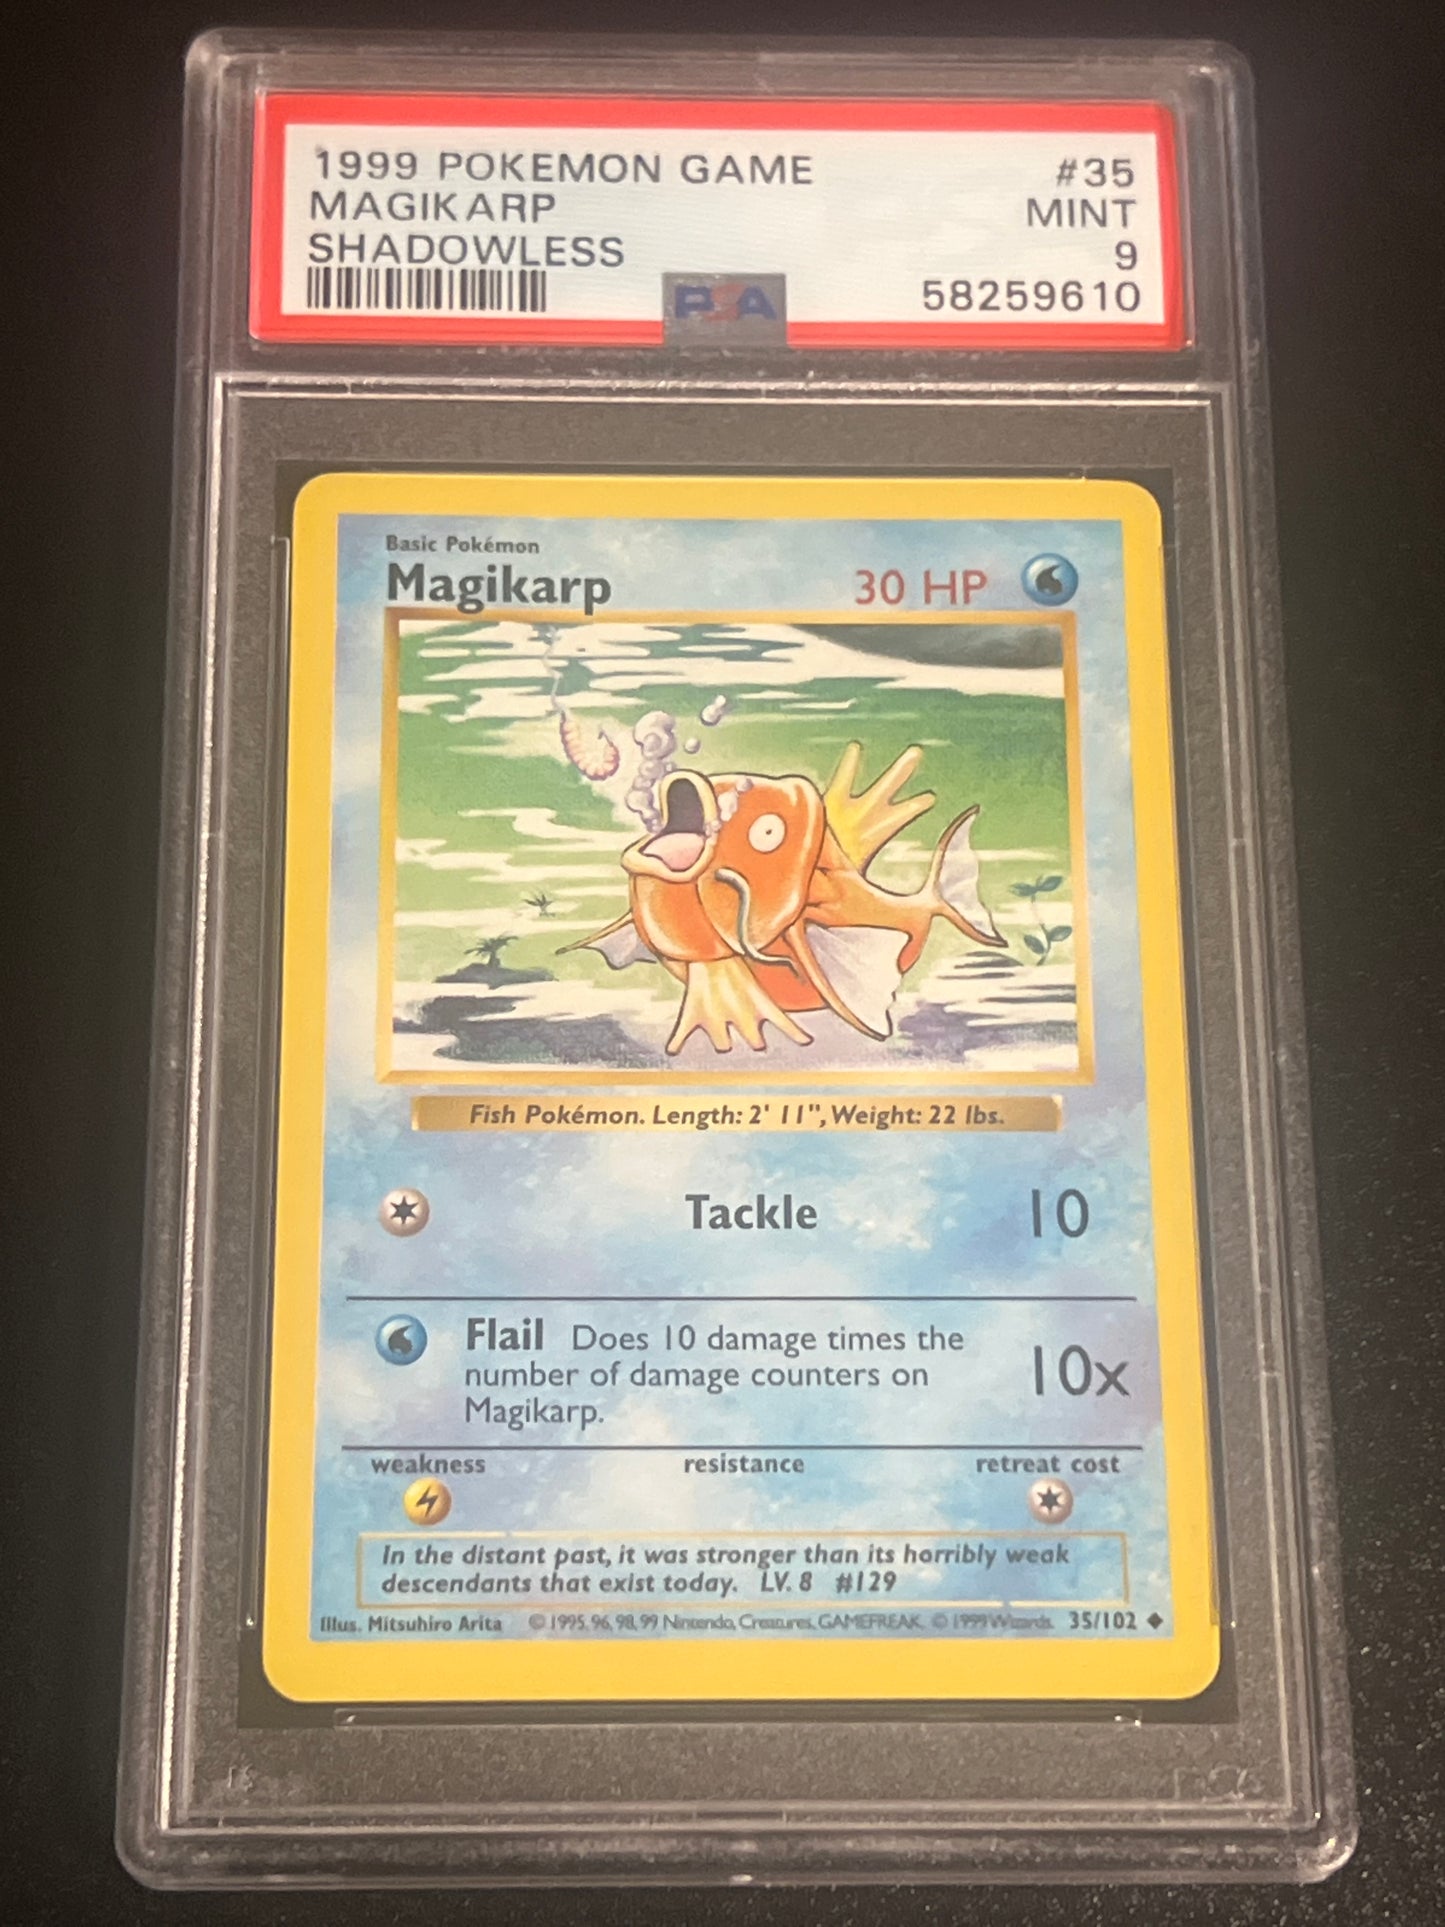 1999 POKEMON GAME #35
MAGIKARP MINT
SHADOWLESS 9
PSA 58259610
Basic Pokémon
Magikarp 30 HP
Fish Pokémon. Length: 2' 11", Weight: 22 lbs.
Tackle 10
Flail Does 10 damage times the
number of damage counters on
Magikarp.
10x
weakness resistance retreat cost
In the distant past, it was stronger than its horribly weak
descendants that exist today. LV. 8 #129
Illus. Mitsuhiro Arita © 1995, 96, 98, 99 Nintendo, Creatures, GAMEFREAK. © 1999 Wizards. 35/102